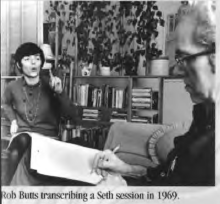 Rob Butts transcribing a Seth session in 1969.